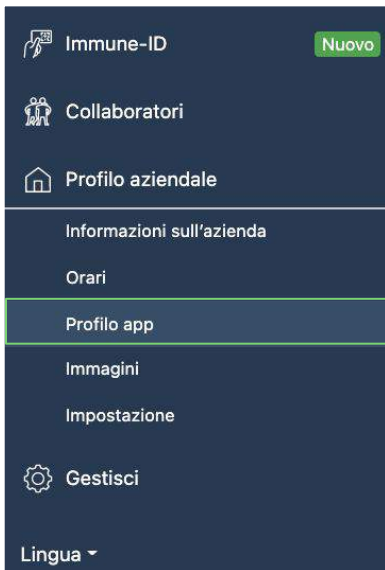 Immune-ID Nuovo
Collaboratori
Profilo aziendale
Informazioni sull'azienda
Orari
Profilo app
Immagini
Impostazione
Gestisci
Lingua